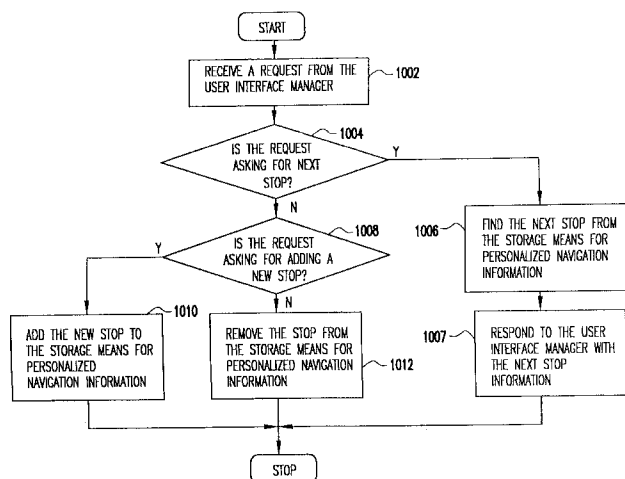 START
RECEIVE A REQUEST FROM THE
USER INTERFACE MANAGER
1002
1004
IS THE REQUEST
ASKING FOR NEXT
STOP?
Y
N
1008
Y
IS THE REQUEST
ASKING FOR ADDING A
NEW STOP?
N
1006
FIND THE NEXT STOP FROM
THE STORAGE MEANS FOR
PERSONALIZED NAVIGATION
INFORMATION
1010
ADD THE NEW STOP TO
THE STORAGE MEANS FOR
PERSONALIZED
NAVIGATION INFORMATION
REMOVE THE STOP FROM
THE STORAGE MEANS FOR
PERSONALIZED NAVIGATION
INFORMATION
1012
1007
RESPOND TO THE USER
INTERFACE MANAGER WITH
THE NEXT STOP
INFORMATION
STOP